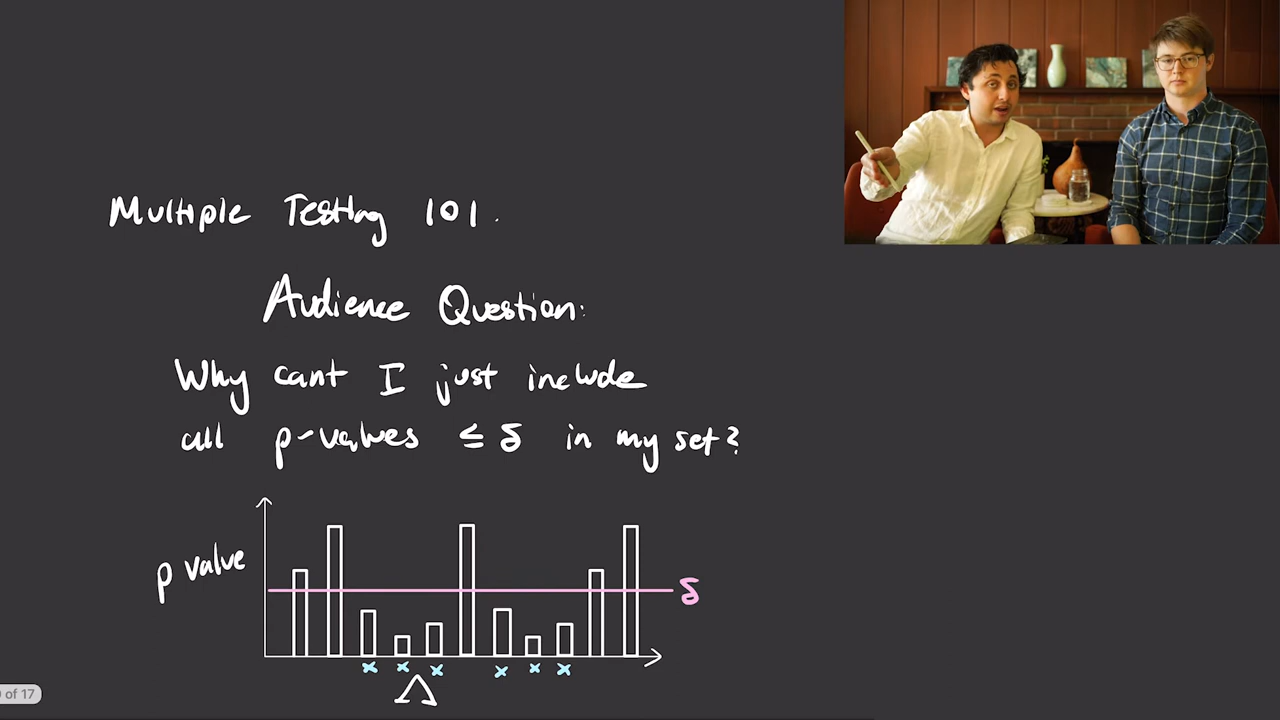 Multiple Testing 101.
Audience Question:
Why cant I just include
all p-values ≤ δ in my set?
p value
δ
x x x x x x
Λ
of 17